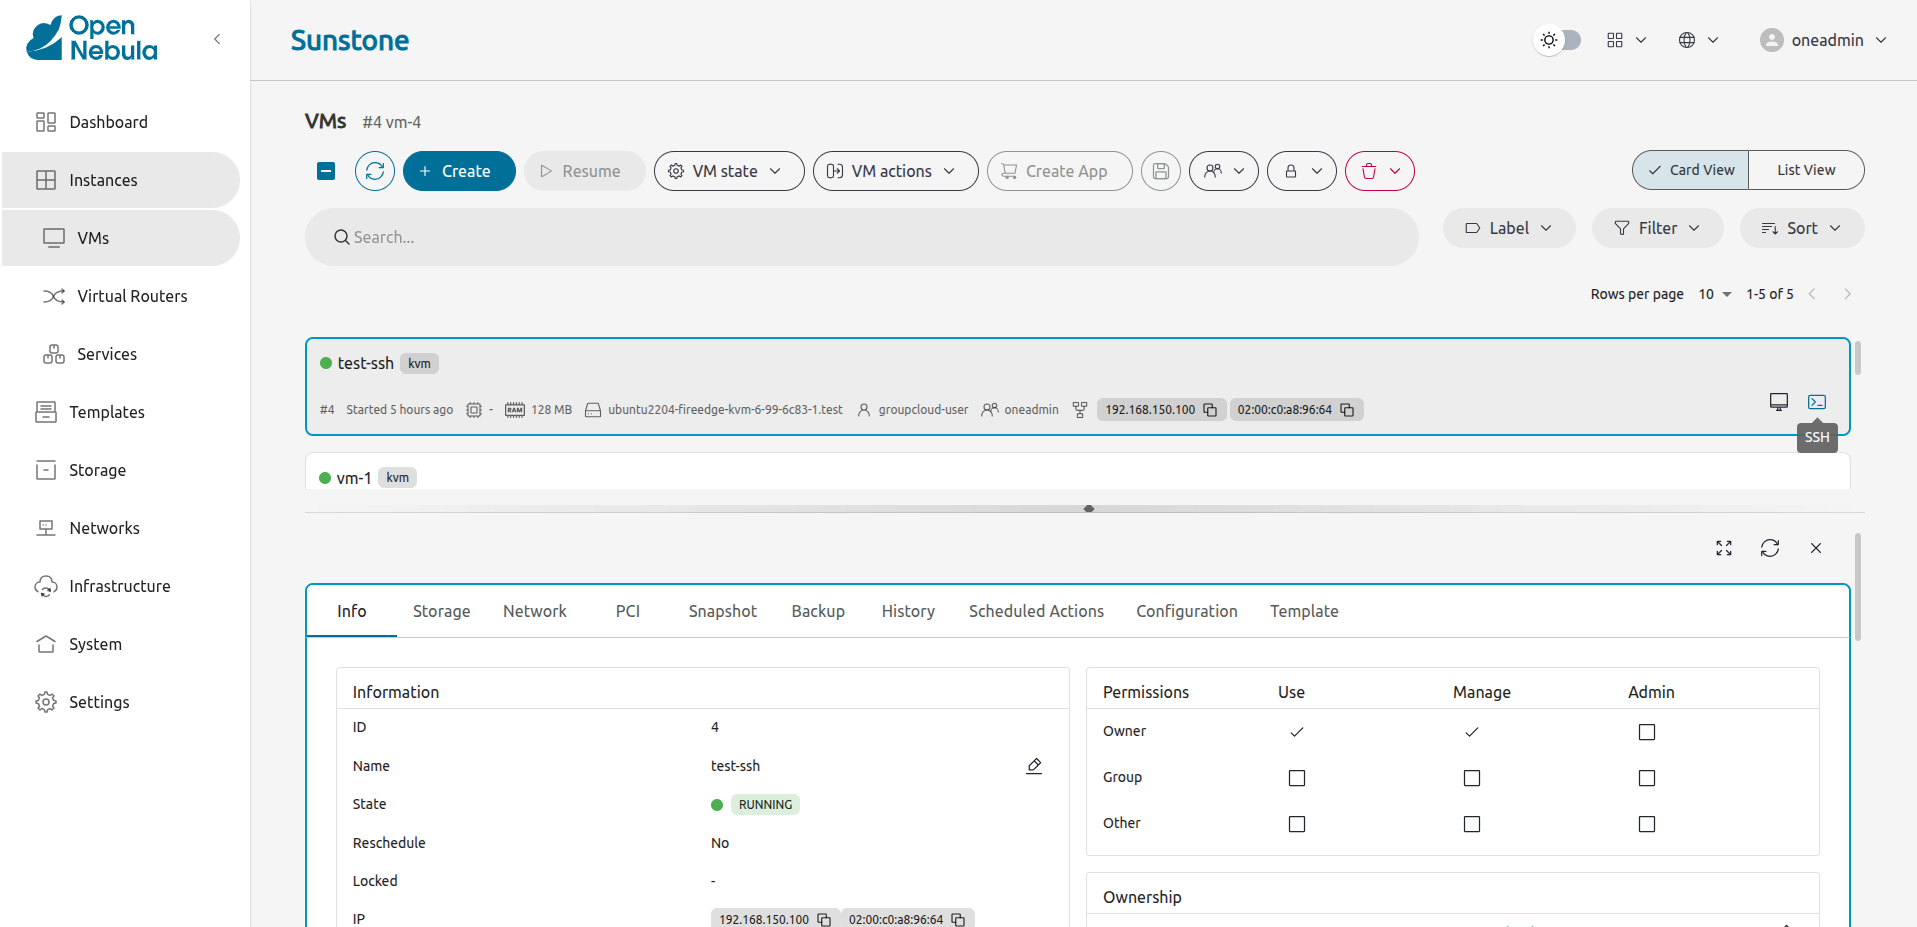 Open
Nebula
Sunstone
oneadmin
Dashboard
Instances
VMs
Virtual Routers
Services
Templates
Storage
Networks
Infrastructure
System
Settings
VMs #4 vm-4
Create Resume VM state VM actions Create App Card View List View
Search... Label Filter Sort
Rows per page 10 1-5 of 5
test-ssh kvm
#4 Started 5 hours ago - RAM 128 MB ubuntu2204-fireedge-kvm-6-99-6c83-1.test groupcloud-user oneadmin 192.168.150.100 02:00:c0:a8:96:64
SSH
vm-1 kvm
Info Storage Network PCI Snapshot Backup History Scheduled Actions Configuration Template
Information
ID 4
Name test-ssh
State RUNNING
Reschedule No
Locked -
IP 192.168.150.100 02:00:c0:a8:96:64
Permissions Use Manage Admin
Owner
Group
Other
Ownership